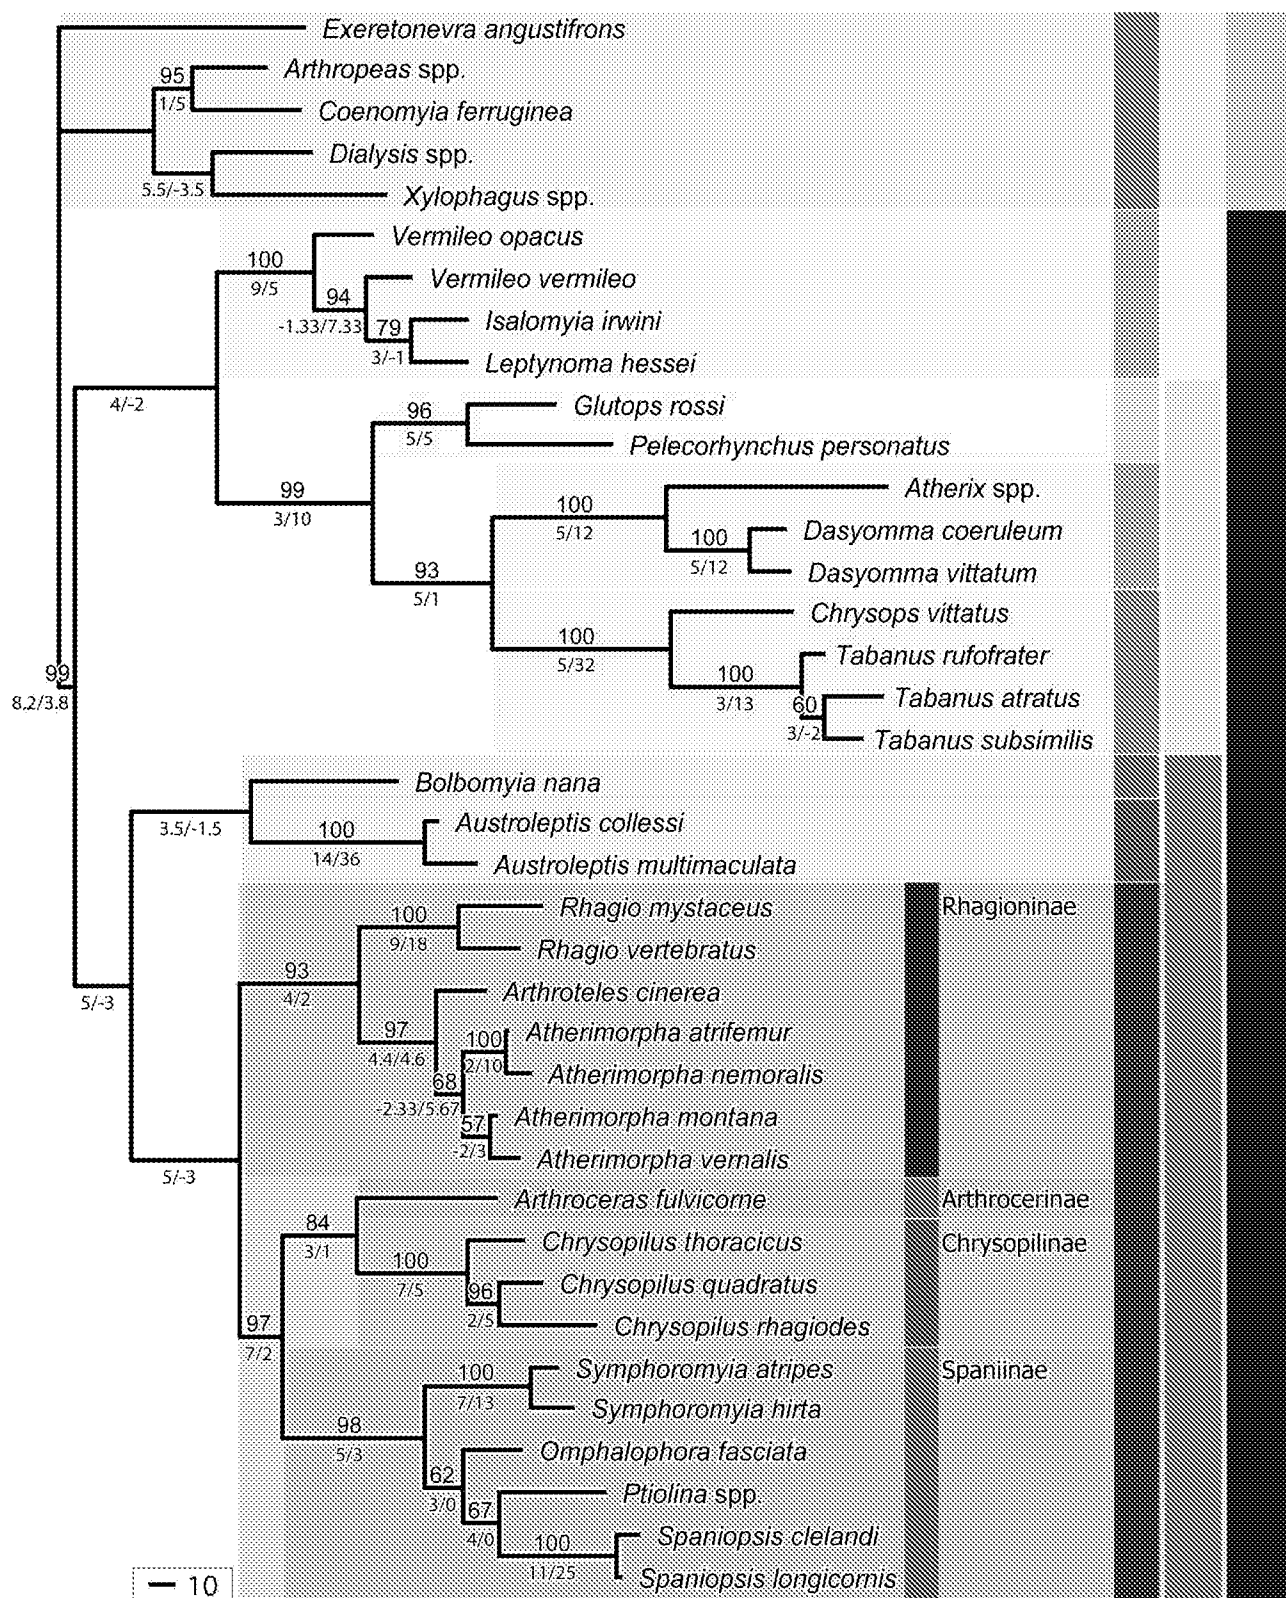 Exeretonevra angustifrons
95
Arthropeas spp.
1/5
Coenomyia ferruginea
Dialysis spp.
5.5/-3.5
Xylophagus spp.
Vermileo opacus
100
9/5
Vermileo vermileo
94
-1.33/7.33
Isalomyia irwini
79
3/-1
Leptynoma hessei
4/-2
Glutops rossi
96
5/5
Pelecorhynchus personatus
99
3/10
Atherix spp.
100
5/12
Dasyomma coeruleum
100
5/12
Dasyomma vittatum
93
5/1
Chrysops vittatus
100
5/32
Tabanus rufofrater
100
3/13
99
8.2/3.8
Tabanus atratus
60
3/-2
Tabanus subsimilis
Bolbomyia nana
3.5/-1.5
Austroleptis collessi
100
14/36
Austroleptis multimaculata
Rhagio mystaceus
Rhagioninae
100
9/18
Rhagio vertebratus
93
4/2
5/-3
Arthroteles cinerea
97
4.4/4.6
Atherimorpha atrifemur
100
2/10
Atherimorpha nemoralis
68
-2.33/5.67
Atherimorpha montana
57
-2/3
Atherimorpha vernalis
5/-3
Arthroceras fulvicorne
Arthrocerinae
84
3/1
Chrysopilus thoracicus
Chrysopilinae
100
7/5
Chrysopilus quadratus
96
2/5
Chrysopilus rhagiodes
97
7/2
Symphoromyia atripes
Spaniinae
100
7/13
Symphoromyia hirta
98
5/3
Omphalophora fasciata
62
3/0
Ptiolina spp.
67
4/0
Spaniopsis clelandi
100
11/25
Spaniopsis longicornis
10